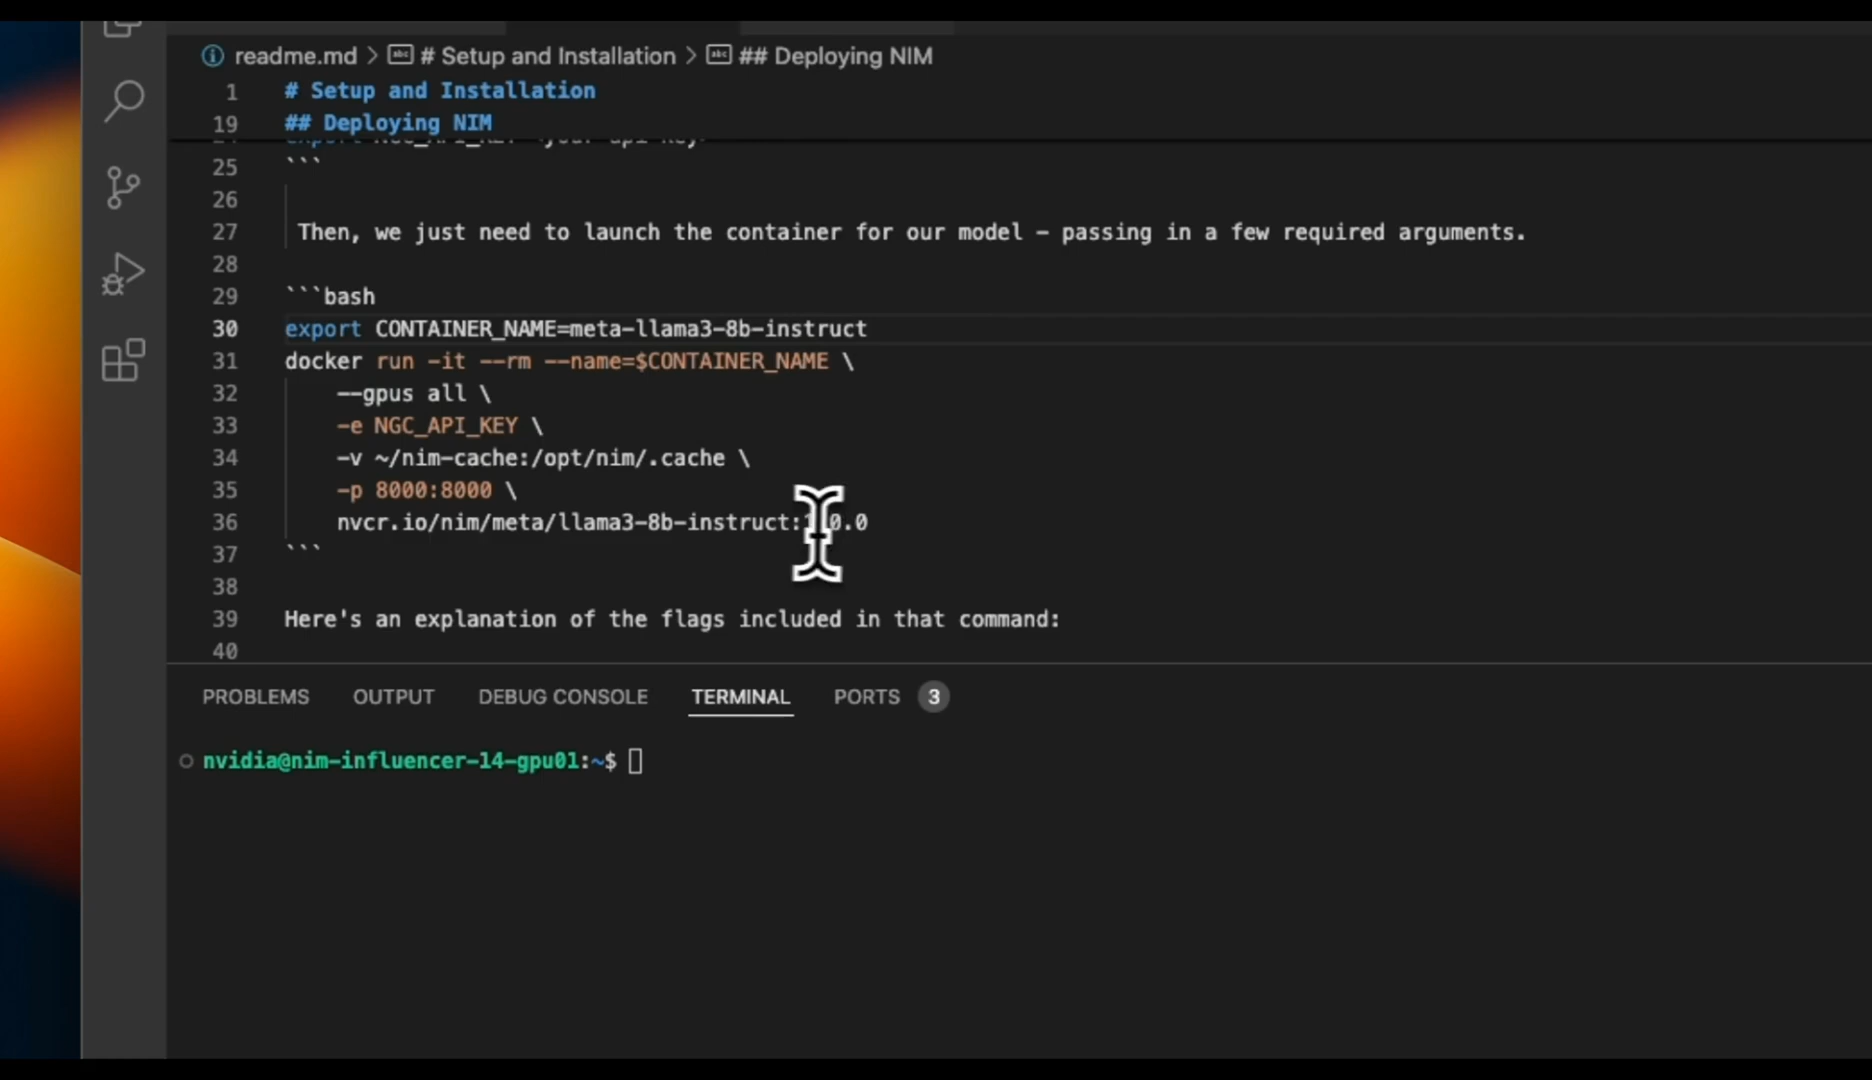 readme.md > # Setup and Installation > ## Deploying NIM
1 # Setup and Installation
19 ## Deploying NIM
25 ```
26
27 Then, we just need to launch the container for our model – passing in a few required arguments.
28
29 ```bash
30 export CONTAINER_NAME=meta-llama3-8b-instruct
31 docker run -it --rm --name=$CONTAINER_NAME \
32 --gpus all \
33 -e NGC_API_KEY \
34 -v ~/nim-cache:/opt/nim/.cache \
35 -p 8000:8000 \
36 nvcr.io/nim/meta/llama3-8b-instruct:1.0.0
37 ```
38
39 Here's an explanation of the flags included in that command:
40
PROBLEMS OUTPUT DEBUG CONSOLE TERMINAL PORTS 3
nvidia@nim-influencer-14-gpu01:~$